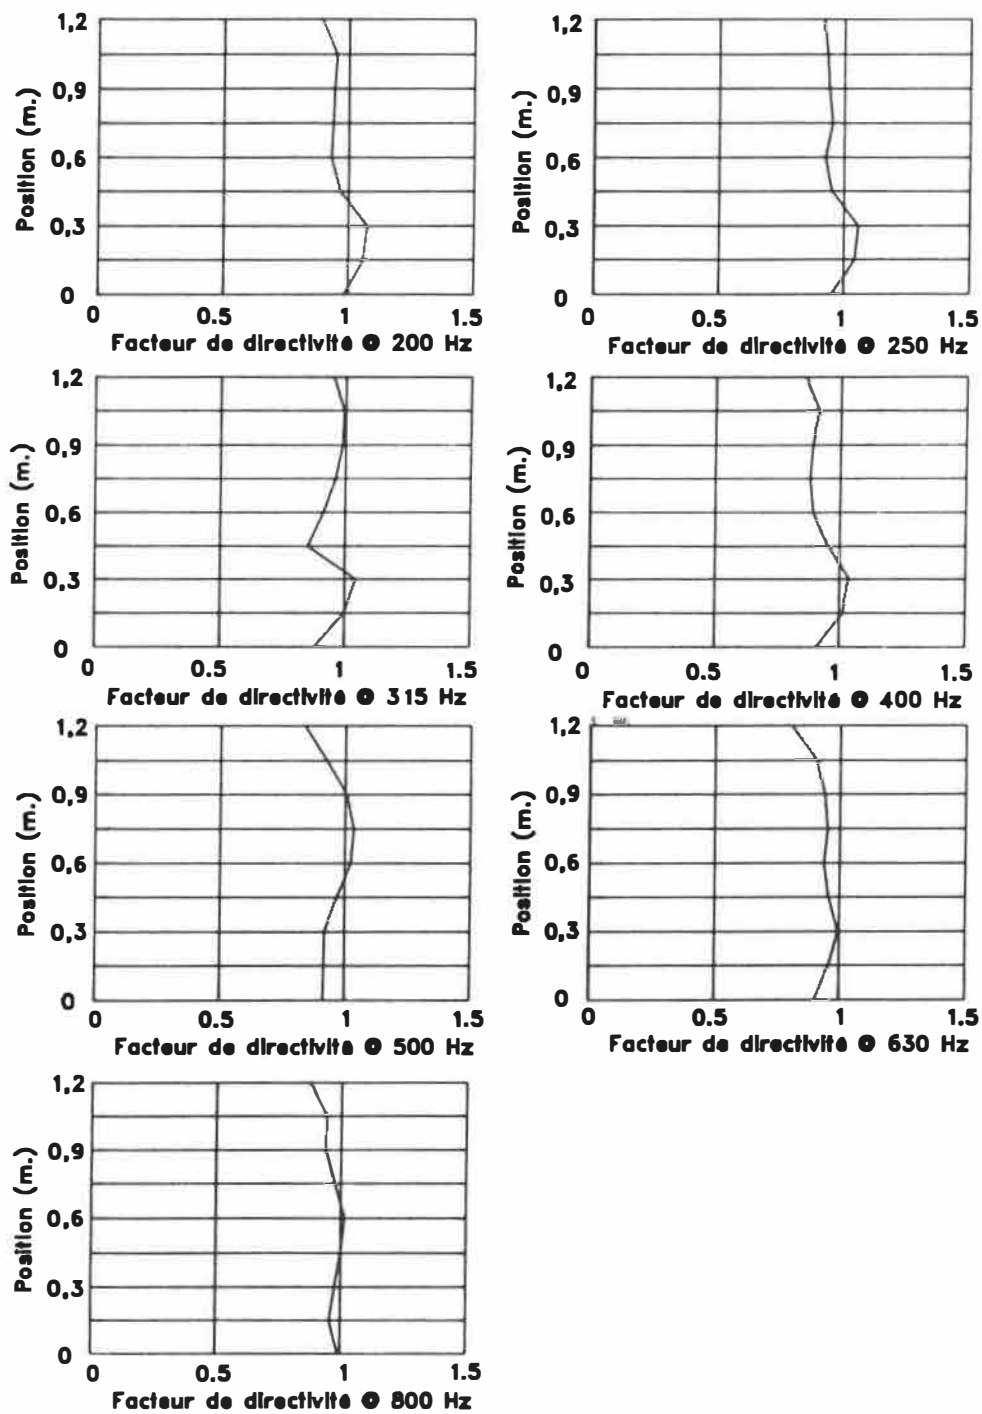 1,2
0,9
0,6
0,3
0
Position (m.)
0 0.5 1 1.5
Facteur de directivité @ 200 Hz
1,2
0,9
0,6
0,3
0
Position (m.)
0 0.5 1 1.5
Facteur de directivité @ 250 Hz
1,2
0,9
0,6
0,3
0
Position (m.)
0 0.5 1 1.5
Facteur de directivité @ 315 Hz
1,2
0,9
0,6
0,3
0
Position (m.)
0 0.5 1 1.5
Facteur de directivité @ 400 Hz
1,2
0,9
0,6
0,3
0
Position (m.)
0 0.5 1 1.5
Facteur de directivité @ 500 Hz
1,2
0,9
0,6
0,3
0
Position (m.)
0 0.5 1 1.5
Facteur de directivité @ 630 Hz
1,2
0,9
0,6
0,3
0
Position (m.)
0 0.5 1 1.5
Facteur de directivité @ 800 Hz